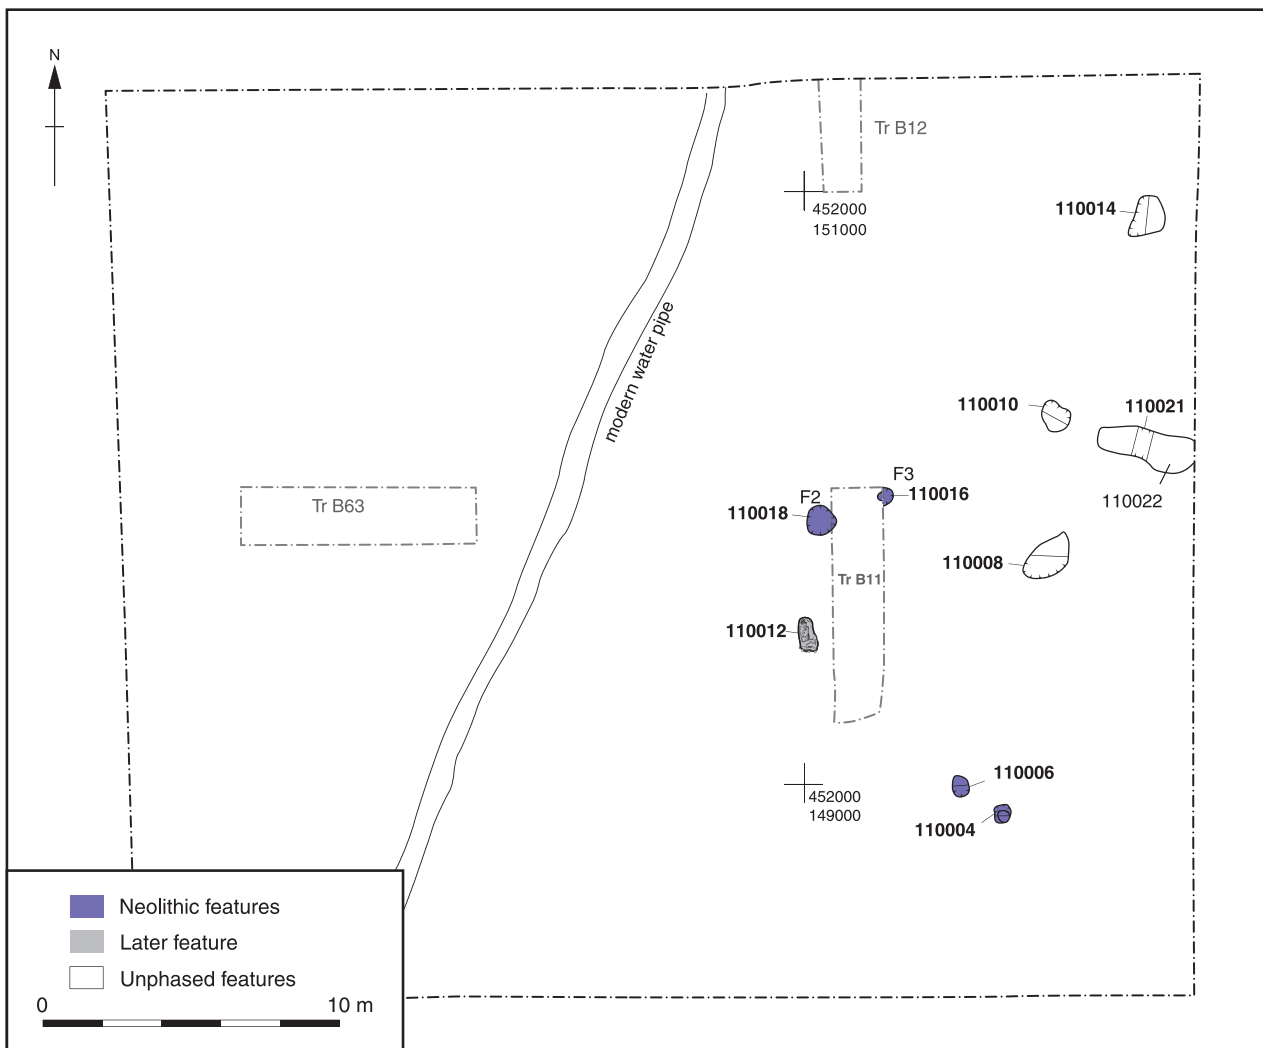 N
Tr B12
452000
151000
110014
modern water pipe
110010
110021
110022
F3
110016
F2
110018
Tr B63
110008
Tr B11
110012
110006
452000
149000
110004
Neolithic features
Later feature
Unphased features
0
10 m